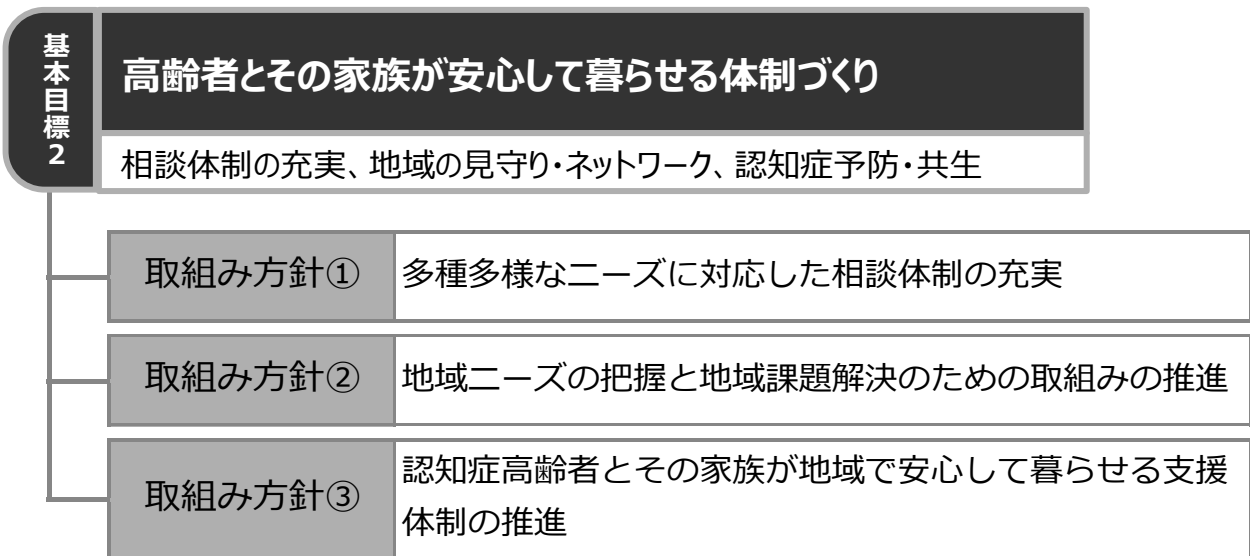 基本目標2
高齢者とその家族が安心して暮らせる体制づくり
相談体制の充実、地域の見守り・ネットワーク、認知症予防・共生
取組み方針①
多種多様なニーズに対応した相談体制の充実
取組み方針②
地域ニーズの把握と地域課題解決のための取組みの推進
取組み方針③
認知症高齢者とその家族が地域で安心して暮らせる支援
体制の推進